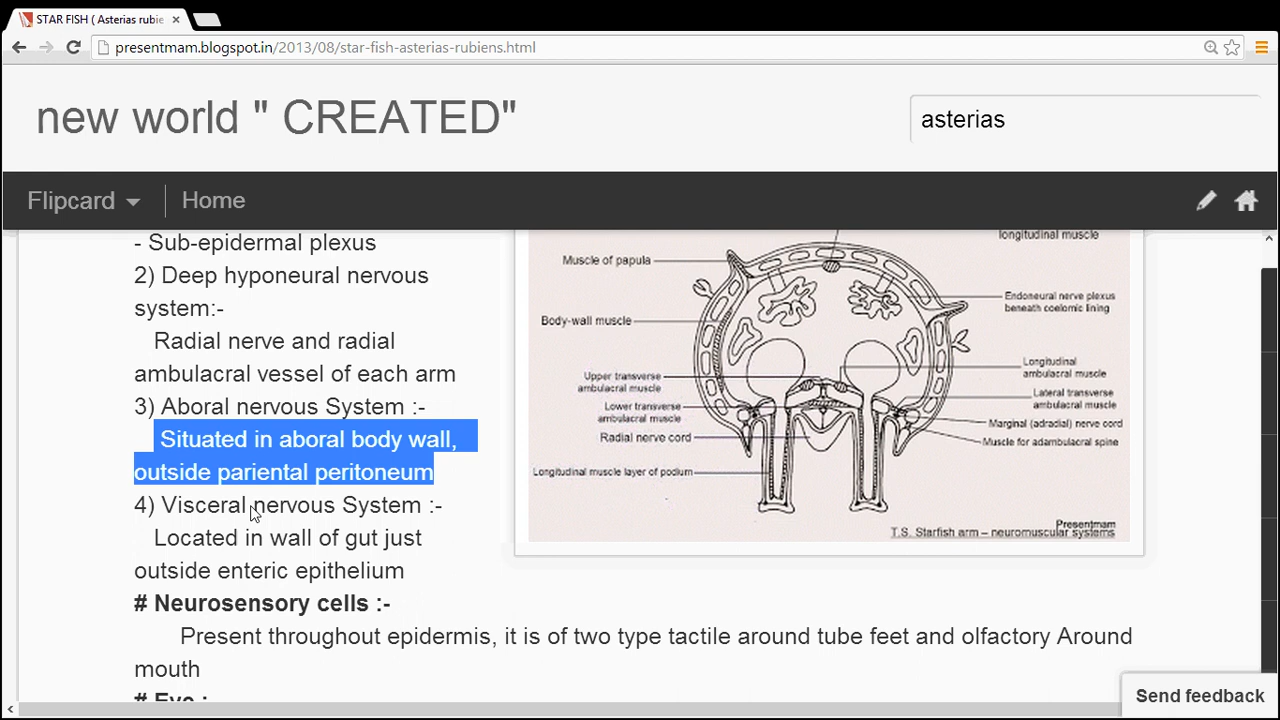 STAR FISH ( Asterias rubie
presentmam.blogspot.in/2013/08/star-fish-asterias-rubiens.html
new world " CREATED"
asterias
Flipcard
Home
- Sub-epidermal plexus
2) Deep hyponeural nervous
system:-
Radial nerve and radial
ambulacral vessel of each arm
3) Aboral nervous System :-
Situated in aboral body wall,
outside pariental peritoneum
4) Visceral nervous System :-
Located in wall of gut just
outside enteric epithelium
# Neurosensory cells :-
Present throughout epidermis, it is of two type tactile around tube feet and olfactory Around
mouth
# Eye :
longitudinal muscle
Muscle of papula
Endoneural nerve plexus
beneath coelomic lining
Body-wall muscle
Longitudinal
ambulacral muscle
Upper transverse
ambulacral muscle
Lateral transverse
ambulacral muscle
Lower transverse
ambulacral muscle
Marginal (adradial) nerve cord
Radial nerve cord
Muscle for adambulacral spine
Longitudinal muscle layer of podium
Presentmam
T.S. Starfish arm – neuromuscular systems
Send feedback